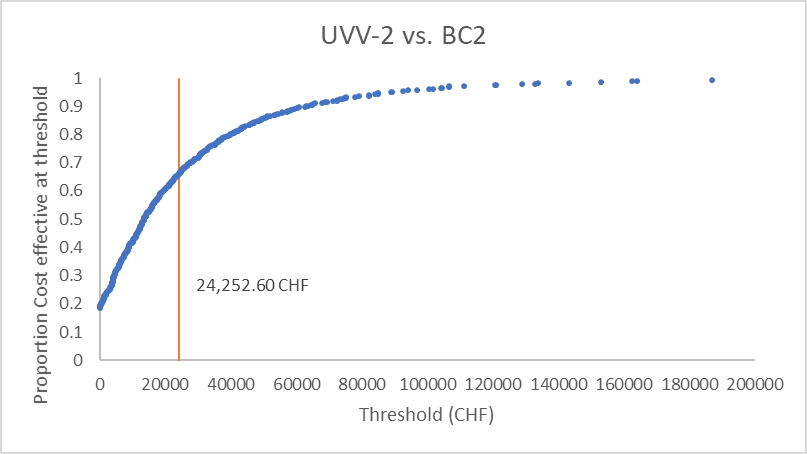 UVV-2 vs. BC2
Proportion Cost effective at threshold
1
0.9
0.8
0.7
0.6
0.5
0.4
0.3
0.2
0.1
0
24,252.60 CHF
0 20000 40000 60000 80000 100000 120000 140000 160000 180000 200000
Threshold (CHF)